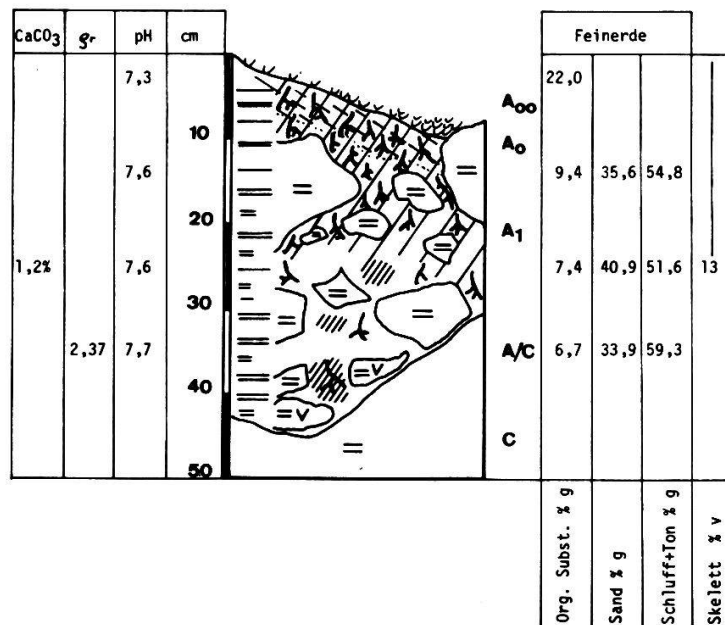 CaCO3 ϱr pH cm Feinerde
7,3 22,0
A00
10 A0
7,6 9,4 35,6 54,8
20 A1
1,2% 7,6 7,4 40,9 51,6 13
30
2,37 7,7 A/C 6,7 33,9 59,3
40
V
V
C
50
Org. Subst. % g
Sand % g
Schluff+Ton % g
Skelett % v